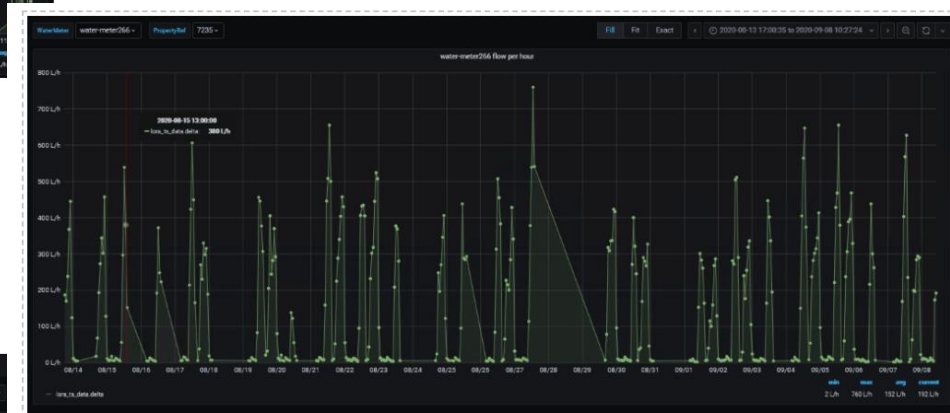 WaterMeter water-meter266 PropertyRef 7235 Fill Fit Exact 2020-08-13 17:00:35 to 2020-09-08 10:27:24
water-meter266 flow per hour
800 L/h
700 L/h
600 L/h
500 L/h
400 L/h
300 L/h
200 L/h
100 L/h
0 L/h
2020-08-15 13:00:00
lora_ts_data.delta: 380 L/h
08/14 08/15 08/16 08/17 08/18 08/19 08/20 08/21 08/22 08/23 08/24 08/25 08/26 08/27 08/28 08/29 08/30 08/31 09/01 09/02 09/03 09/04 09/05 09/06 09/07 09/08
min max avg current
lora_ts_data.delta 2 L/h 760 L/h 152 L/h 192 L/h